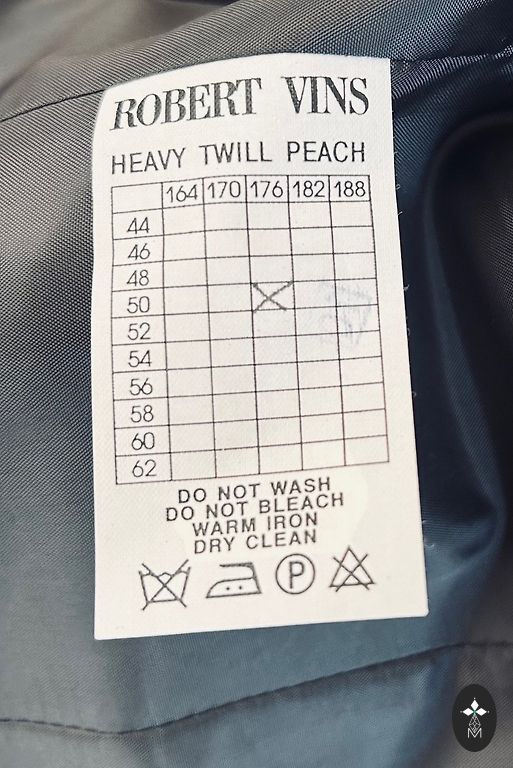 ROBERT VINS
HEAVY TWILL PEACH
164 170 176 182 188
44
46
48
50
52
54
56
58
60
62
DO NOT WASH
DO NOT BLEACH
WARM IRON
DRY CLEAN
P
M